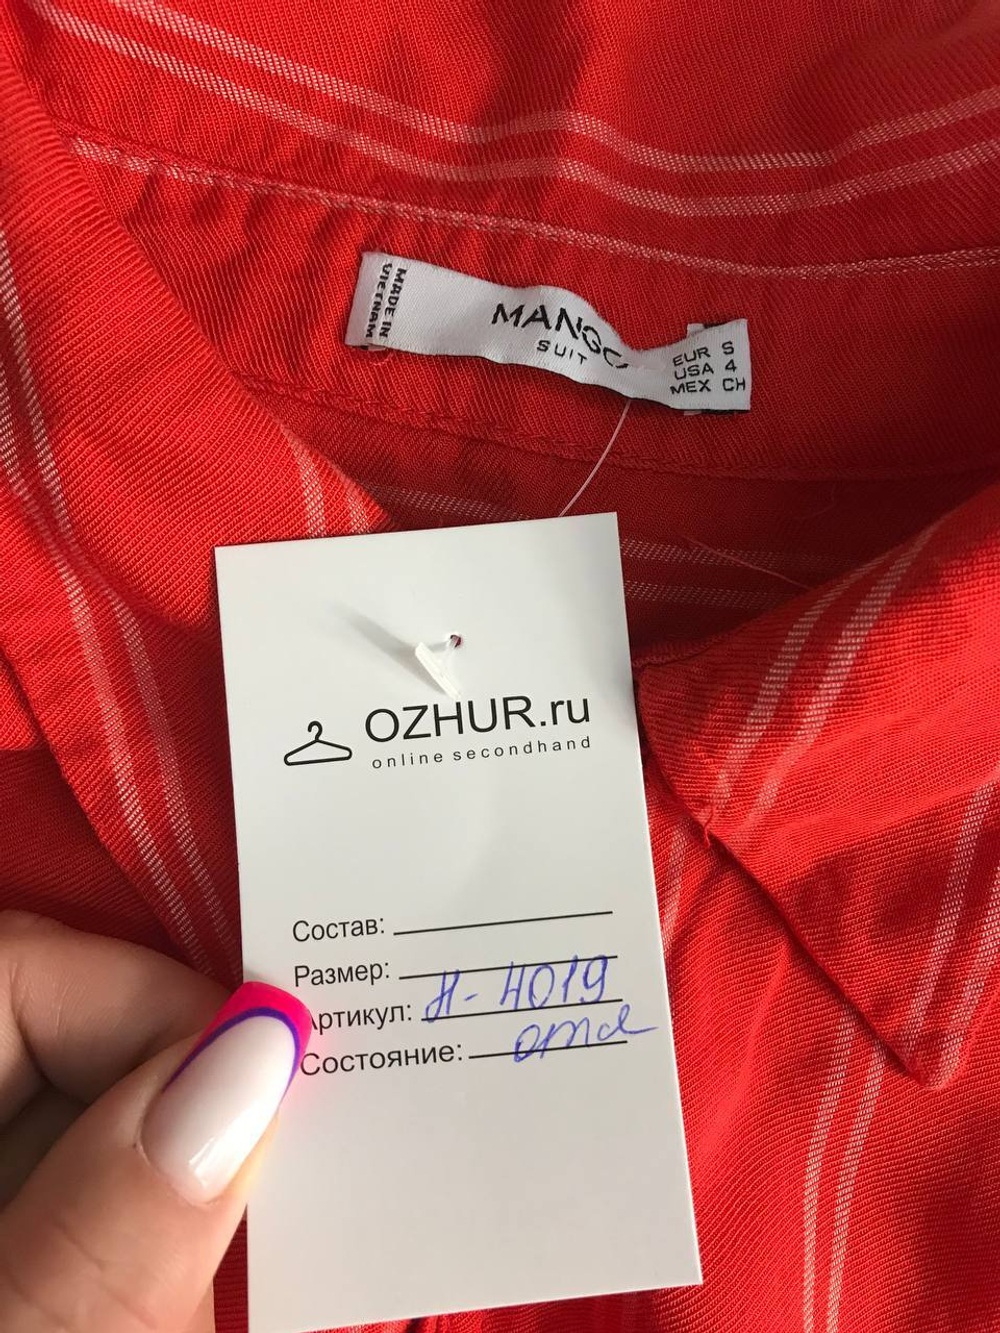 MADE IN
VIETNAM
MANGO
SUIT
EUR S
USA 4
MEX CH
OZHUR.ru
online secondhand
Состав:
Размер:
Артикул: Н-4019
Состояние: отл